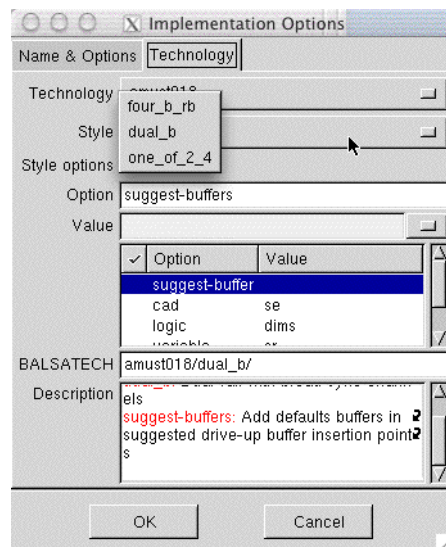 Implementation Options
Name & Options Technology
Technology
four_b_rb
Style dual_b
one_of_2_4
Style options
Option suggest-buffers
Value
Option Value
suggest-buffer
cad se
logic dims
BALSATECH amust018/dual_b/
Description
els
suggest-buffers: Add defaults buffers in
suggested drive-up buffer insertion point
s
OK Cancel